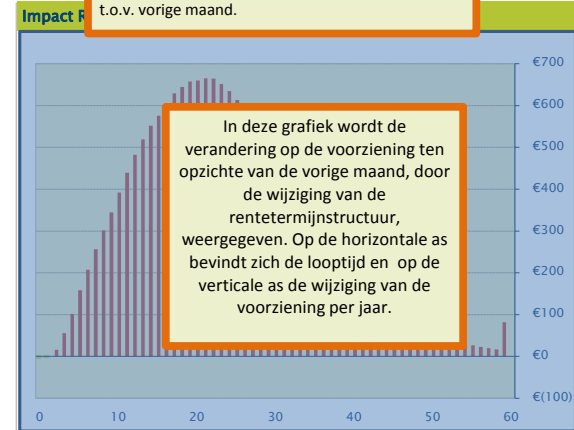 t.o.v. vorige maand.
Impact
In deze grafiek wordt de
verandering op de voorziening ten
opzichte van de vorige maand, door
de wijziging van de
rentetermijnstructuur,
weergegeven. Op de horizontale as
bevindt zich de looptijd en op de
verticale as de wijziging van de
voorziening per jaar.
€700
€600
€500
€400
€300
€200
€100
€0
€(100)
0 10 20 30 40 50 60